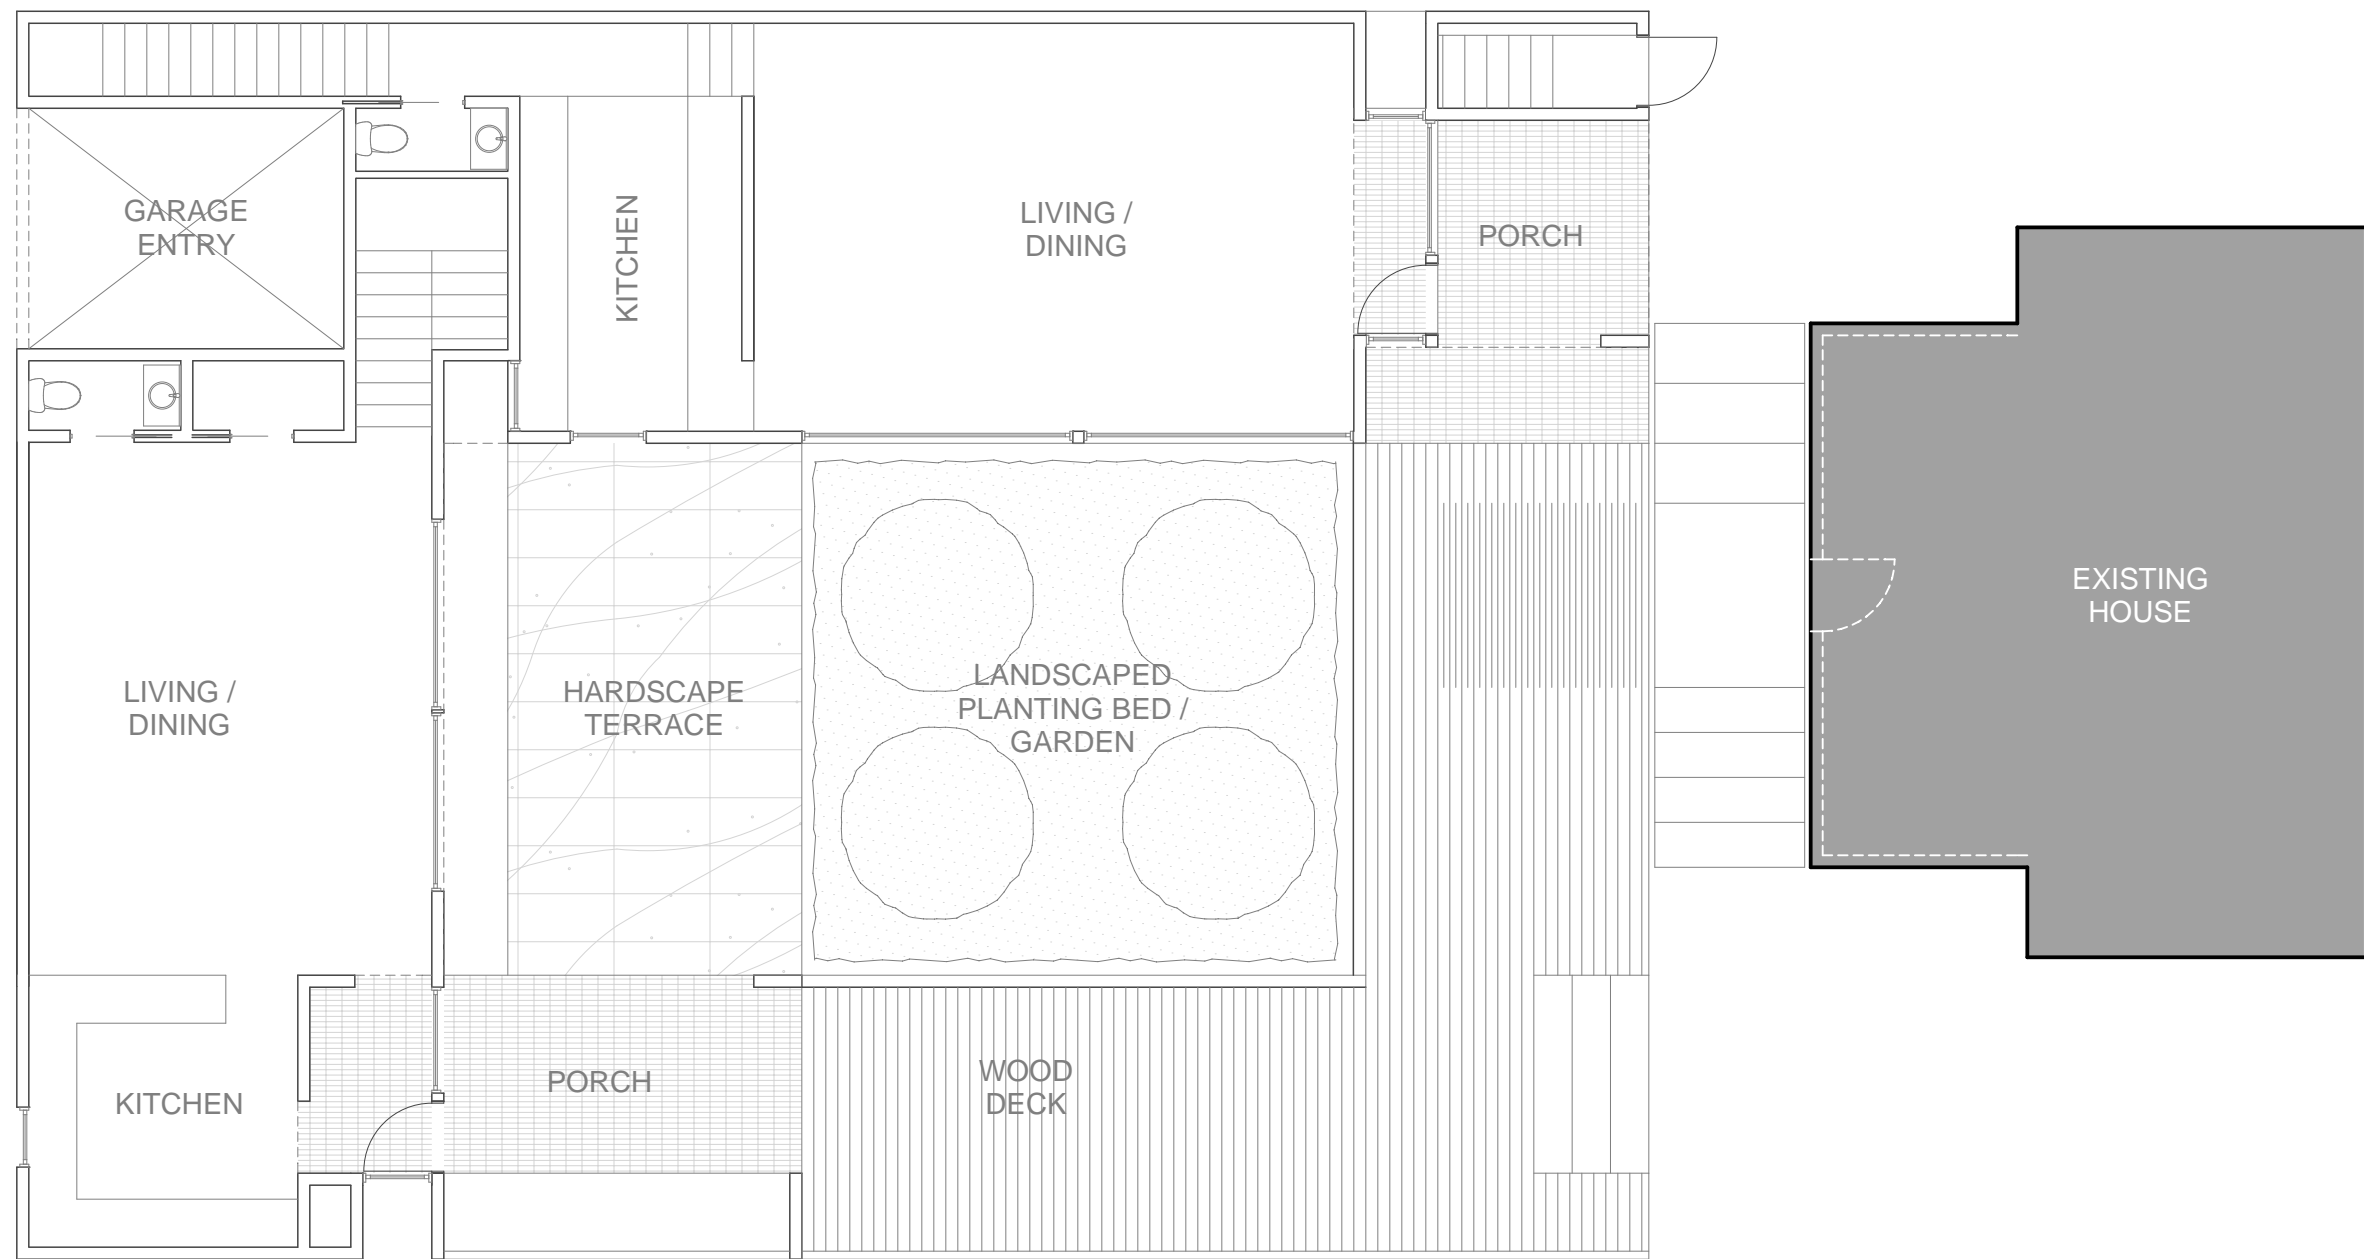 GARAGE
ENTRY
KITCHEN
LIVING /
DINING
PORCH
EXISTING
HOUSE
LIVING /
DINING
HARDSCAPE
TERRACE
LANDSCAPED
PLANTING BED /
GARDEN
KITCHEN
PORCH
WOOD
DECK